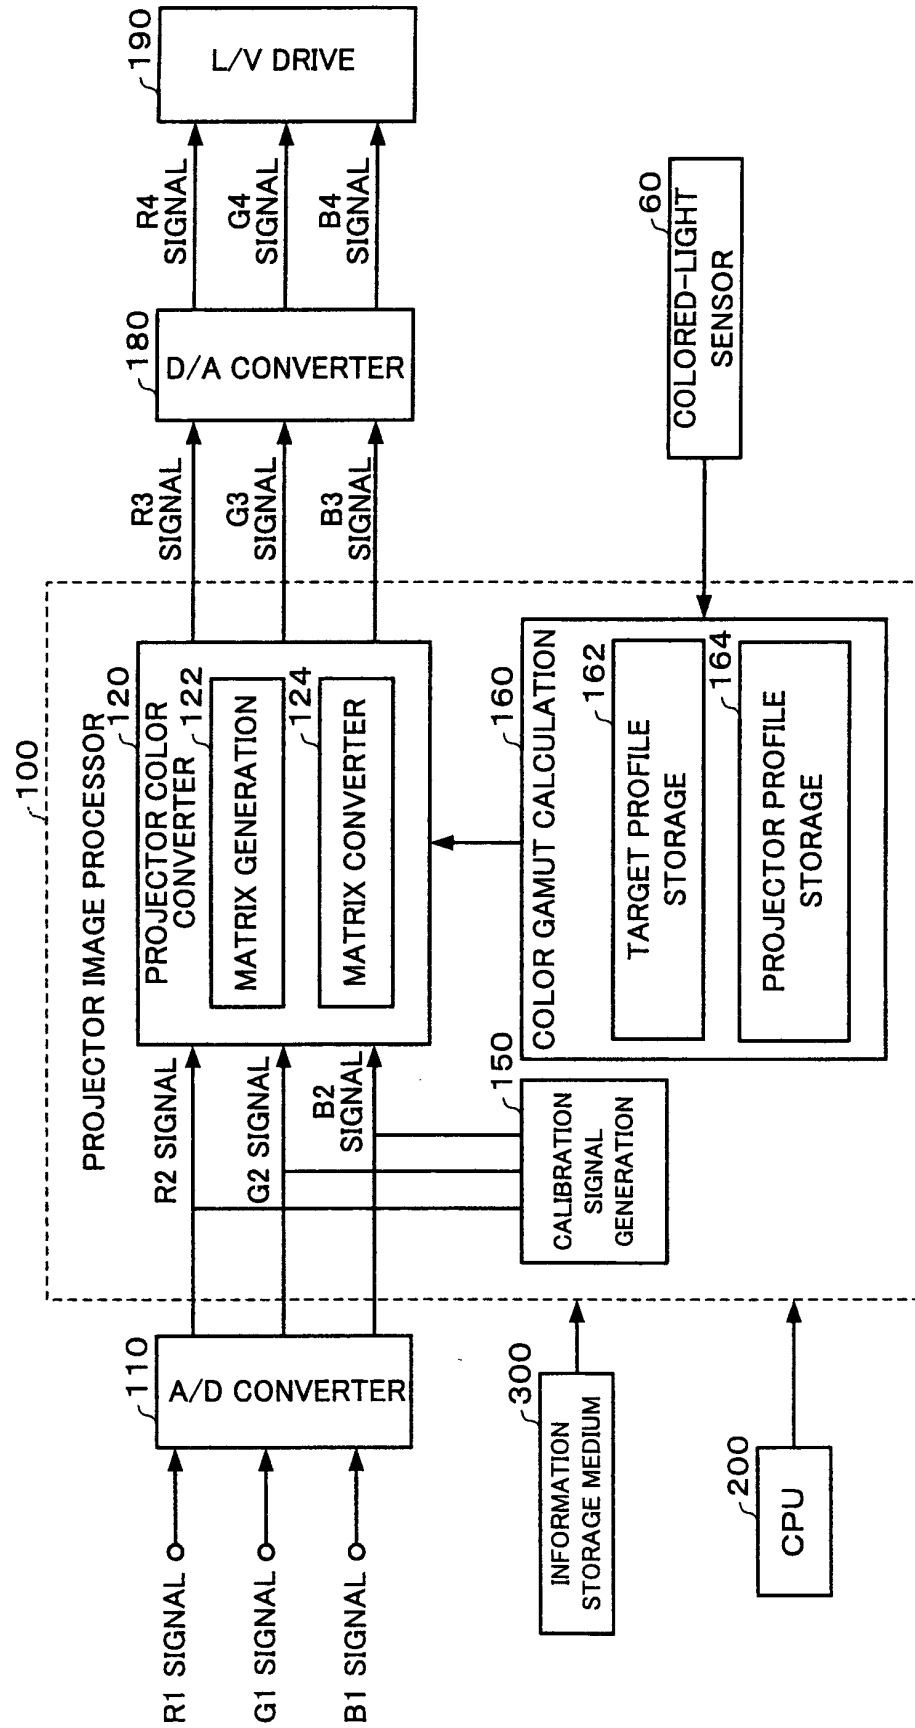 100
PROJECTOR IMAGE PROCESSOR
R1 SIGNAL
G1 SIGNAL
B1 SIGNAL
110
A/D CONVERTER
R2 SIGNAL
G2 SIGNAL
B2
SIGNAL
120
PROJECTOR COLOR
CONVERTER
122
MATRIX GENERATION
124
MATRIX CONVERTER
R3
SIGNAL
G3
SIGNAL
B3
SIGNAL
180
D/A CONVERTER
R4
SIGNAL
G4
SIGNAL
B4
SIGNAL
190
L/V DRIVE
150
CALIBRATION
SIGNAL
GENERATION
160
COLOR GAMUT CALCULATION
162
TARGET PROFILE
STORAGE
164
PROJECTOR PROFILE
STORAGE
60
COLORED-LIGHT
SENSOR
300
INFORMATION
STORAGE MEDIUM
200
CPU